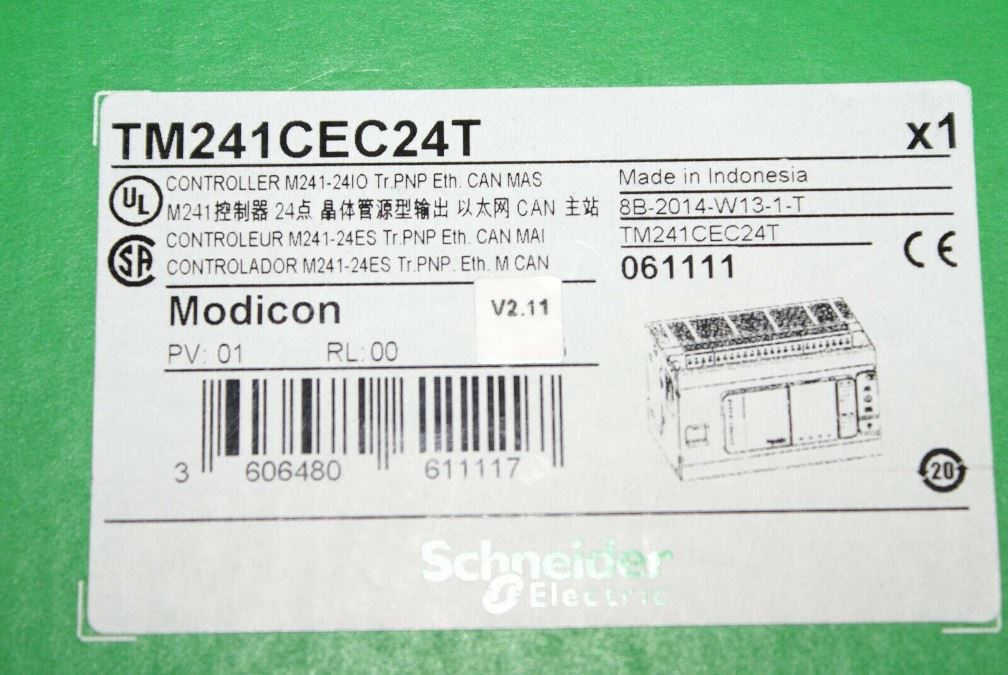 TM241CEC24T x1
UL
CONTROLLER M241-24IO Tr.PNP Eth. CAN MAS
M241控制器 24点 晶体管源型输出 以太网 CAN 主站
SA
CONTROLEUR M241-24ES Tr.PNP Eth. CAN MAI
CONTROLADOR M241-24ES Tr.PNP. Eth. M CAN
Made in Indonesia
8B-2014-W13-1-T
TM241CEC24T
061111
CE
Modicon
V2.11
PV: 01 RL: 00
3 606480 611117
20
Schneider
Electric